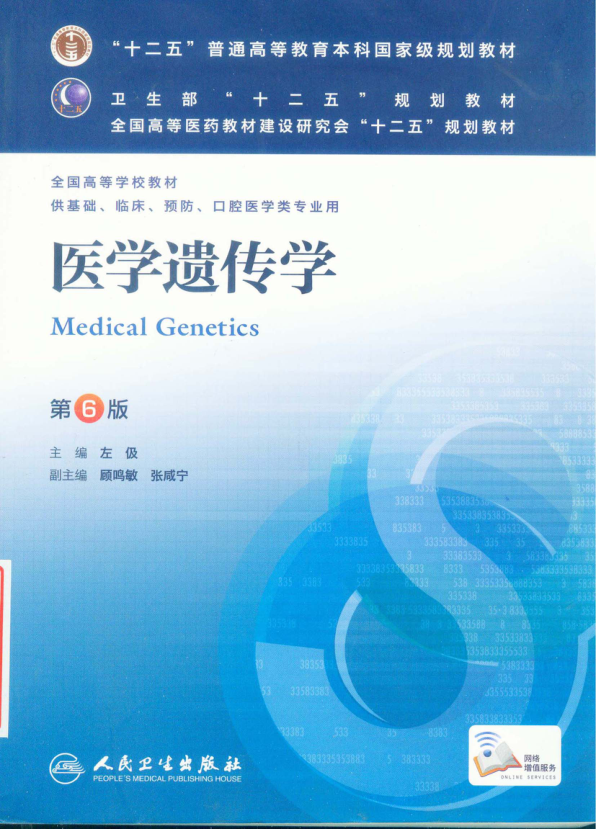 “十二五”普通高等教育本科国家级规划教材
卫生部“十二五”规划教材
全国高等医药教材建设研究会“十二五”规划教材
十二五
全国高等学校教材
供基础、临床、预防、口腔医学类专业用
医学遗传学
Medical Genetics
第6版
主 编 左 伋
副主编 顾鸣敏 张咸宁
人民卫生出版社
PEOPLE'S MEDICAL PUBLISHING HOUSE
网络
增值服务
ONLINE SERVICES